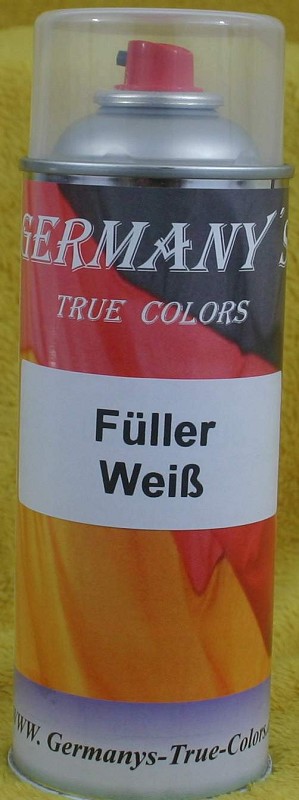 GERMANY´S
TRUE COLORS
Füller
Weiß
www. Germanys-True-Colors.